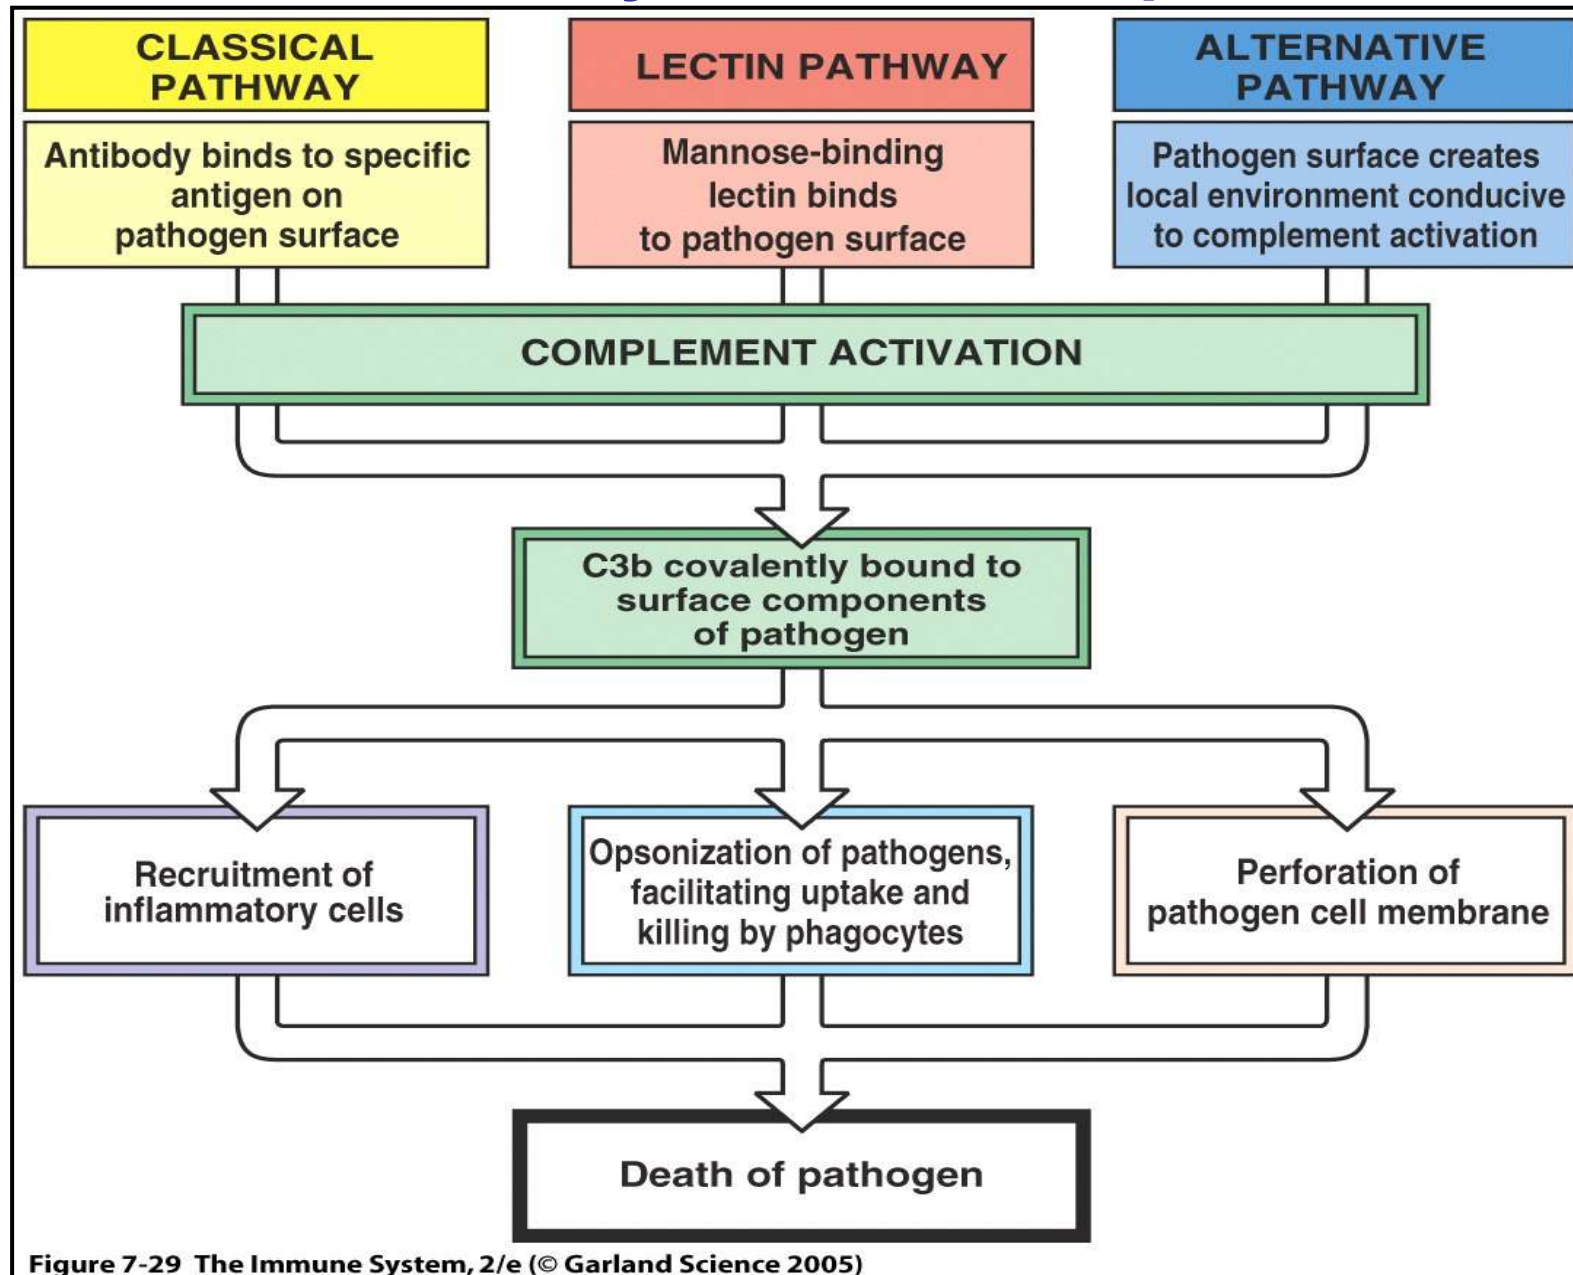 CLASSICAL
PATHWAY
LECTIN PATHWAY
ALTERNATIVE
PATHWAY
Antibody binds to specific
antigen on
pathogen surface
Mannose-binding
lectin binds
to pathogen surface
Pathogen surface creates
local environment conducive
to complement activation
COMPLEMENT ACTIVATION
C3b covalently bound to
surface components
of pathogen
Recruitment of
inflammatory cells
Opsonization of pathogens,
facilitating uptake and
killing by phagocytes
Perforation of
pathogen cell membrane
Death of pathogen
Figure 7-29 The Immune System, 2/e (© Garland Science 2005)